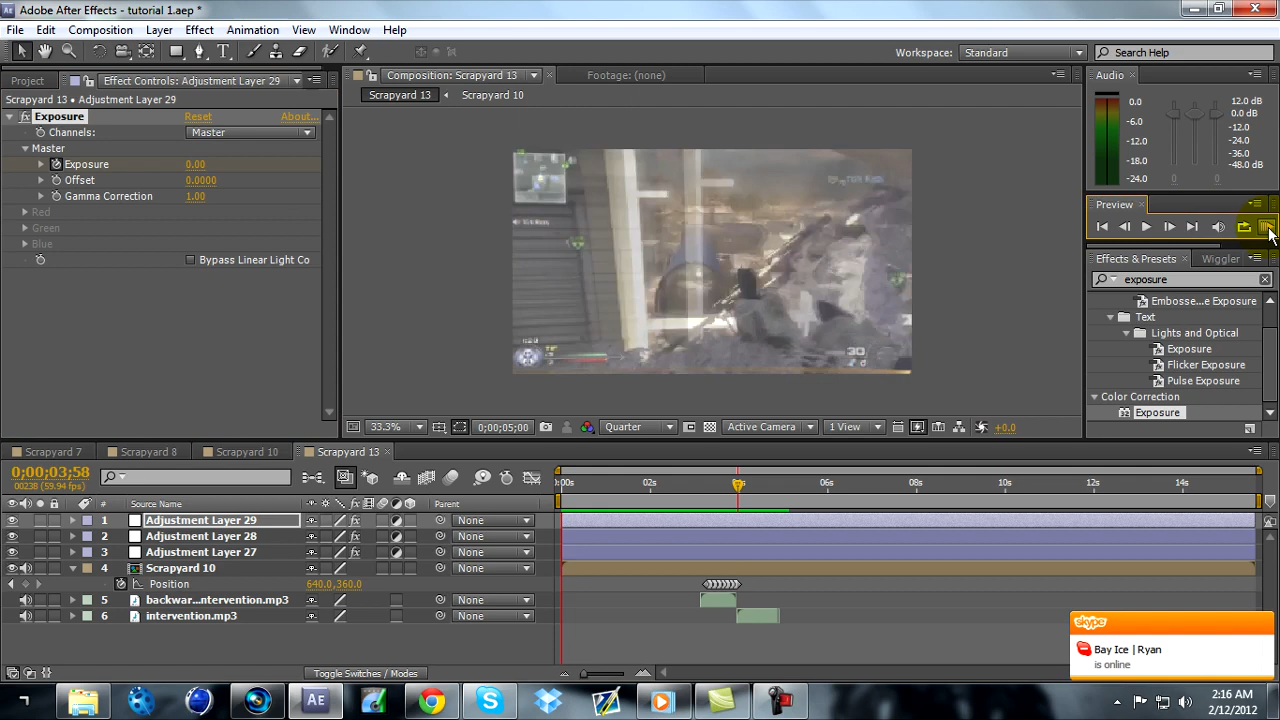 Adobe After Effects - tutorial 1.aep *
File Edit Composition Layer Effect Animation View Window Help
Workspace: Standard Search Help
Project Effect Controls: Adjustment Layer 29
Composition: Scrapyard 13 Footage: (none)
Audio
Scrapyard 13 • Adjustment Layer 29
Scrapyard 13 Scrapyard 10
fx Exposure Reset About...
Channels: Master
Master
Exposure 0.00
Offset 0.0000
Gamma Correction 1.00
Red
Green
Blue
Bypass Linear Light Co
0.0
-6.0
-12.0
-18.0
-24.0
12.0 dB
0.0 dB
-12.0
-24.0
-36.0
-48.0 dB
Preview
Effects & Presets Wiggler
exposure
Embosse...e Exposure
Text
Lights and Optical
Exposure
Flicker Exposure
Pulse Exposure
Color Correction
Exposure
30
33.3% 0;00;05;00 Quarter Active Camera 1 View +0.0
Scrapyard 7 Scrapyard 8 Scrapyard 10 Scrapyard 13
0;00;03;58
00238 (59.94 fps)
:00s 02s 06s 08s 10s 12s 14s
# Source Name Parent
1 Adjustment Layer 29 None
2 Adjustment Layer 28 None
3 Adjustment Layer 27 None
4 Scrapyard 10 None
Position 640.0,360.0
5 backwar...ntervention.mp3 None
6 intervention.mp3 None
Toggle Switches / Modes
skype
Bay Ice | Ryan
is online
2:16 AM
2/12/2012